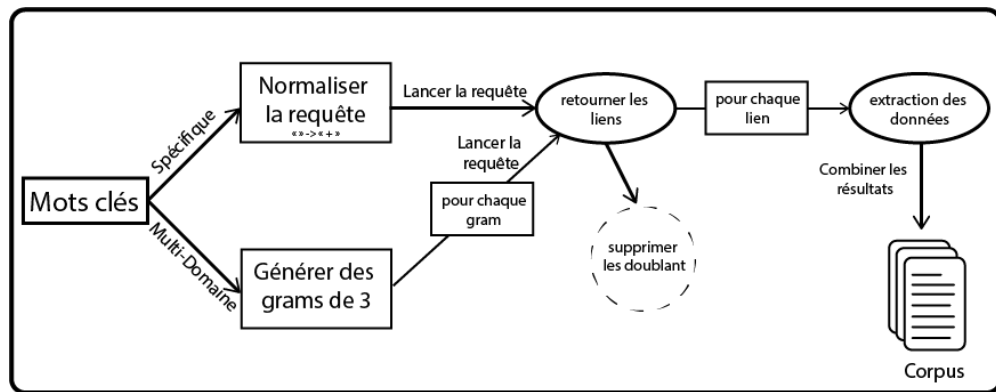 Mots clés
Spécifique
Multi-Domaine
Normaliser
la requête
« »->« + »
Générer des
grams de 3
Lancer la requête
Lancer la
requête
pour chaque
gram
retourner les
liens
supprimer
les doublant
pour chaque
lien
extraction des
données
Combiner les
résultats
Corpus